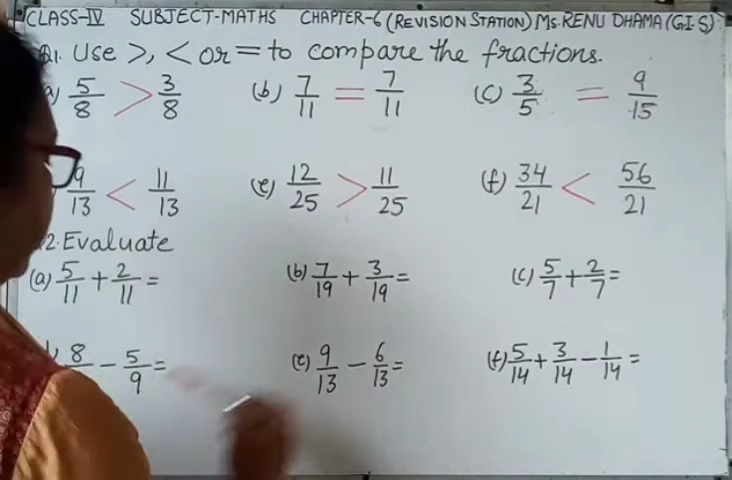 CLASS-IV SUBJECT-MATHS CHAPTER-6 (REVISION STATION) Ms. RENU DHAMA (G.I.S)
Q1. Use >, < or = to compare the fractions.
a) 5/8 > 3/8 (b) 7/11 = 7/11 (c) 3/5 = 9/15
9/13 < 11/13 (e) 12/25 > 11/25 (f) 34/21 < 56/21
2. Evaluate
(a) 5/11 + 2/11 = (b) 7/19 + 3/19 = (c) 5/7 + 2/7 =
8 - 5/9 = (e) 9/13 - 6/13 = (f) 5/14 + 3/14 - 1/14 =